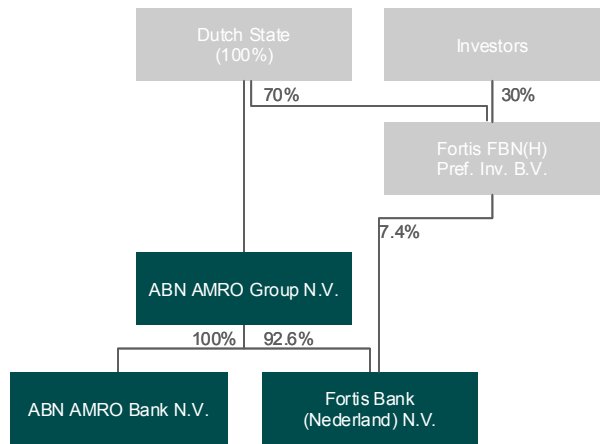 Dutch State
(100%)
Investors
70%
30%
Fortis FBN(H)
Pref. Inv. B.V.
7.4%
ABN AMRO Group N.V.
100%
92.6%
ABN AMRO Bank N.V.
Fortis Bank
(Nederland) N.V.